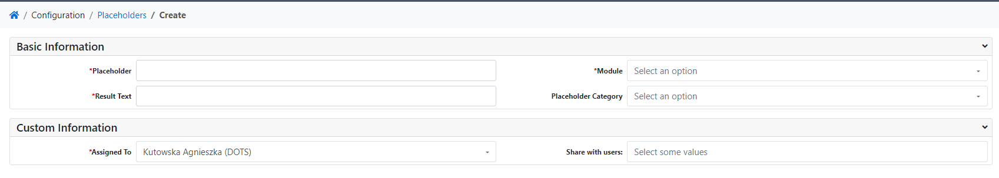 / Configuration / Placeholders / Create
Basic Information
*Placeholder
*Module Select an option
*Result Text
Placeholder Category Select an option
Custom Information
*Assigned To Kutowska Agnieszka (DOTS)
Share with users: Select some values